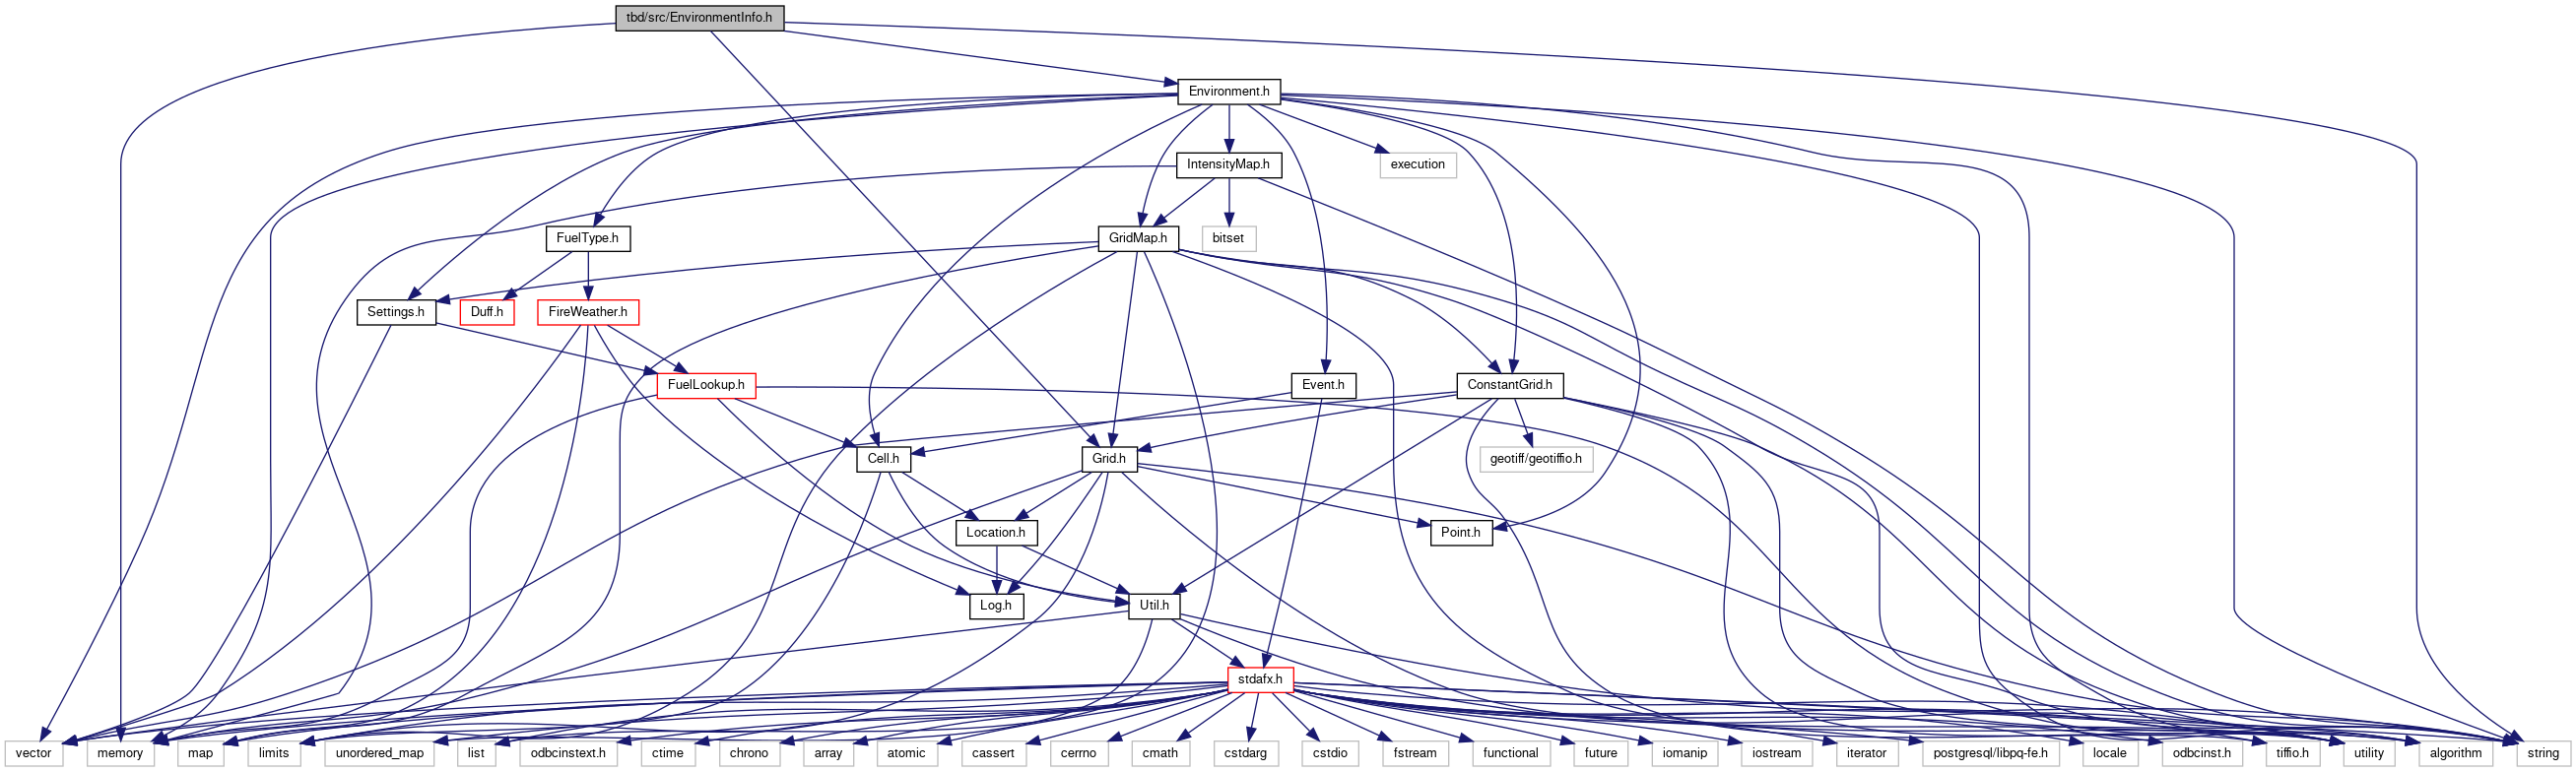 tbd/src/EnvironmentInfo.h
Environment.h
IntensityMap.h
execution
FuelType.h
GridMap.h
bitset
Settings.h
Duff.h
FireWeather.h
FuelLookup.h
Event.h
ConstantGrid.h
Cell.h
Grid.h
geotiff/geotiffio.h
Location.h
Point.h
Log.h
Util.h
stdafx.h
vector
memory
map
limits
unordered_map
list
odbcinstext.h
ctime
chrono
array
atomic
cassert
cerrno
cmath
cstdarg
cstdio
fstream
functional
future
iomanip
iostream
iterator
postgresql/libpq-fe.h
locale
odbcinst.h
tiffio.h
utility
algorithm
string